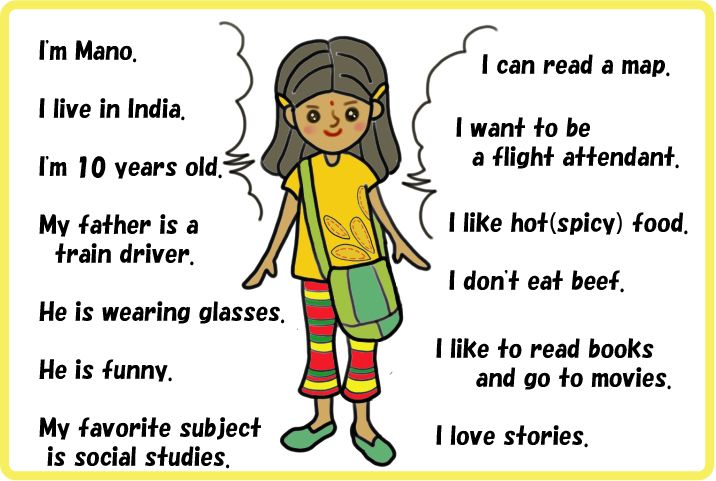 I'm Mano.
I live in India.
I'm 10 years old.
My father is a
train driver.
He is wearing glasses.
He is funny.
My favorite subject
is social studies.
I can read a map.
I want to be
a flight attendant.
I like hot(spicy) food.
I don't eat beef.
I like to read books
and go to movies.
I love stories.